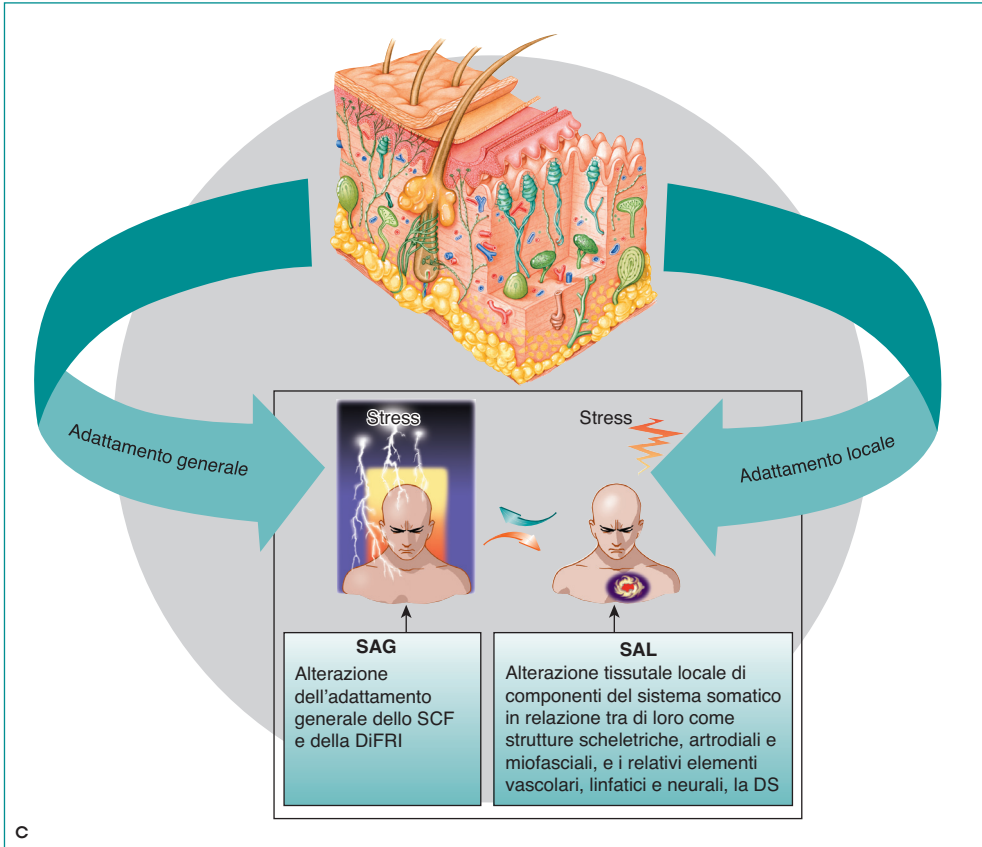 Stress
Stress
Adattamento generale
Adattamento locale
SAG
Alterazione
dell’adattamento
generale dello SCF
e della DiFRI
SAL
Alterazione tissutale locale di
componenti del sistema somatico
in relazione tra di loro come
strutture scheletriche, artrodiali e
miofasciali, e i relativi elementi
vascolari, linfatici e neurali, la DS
C